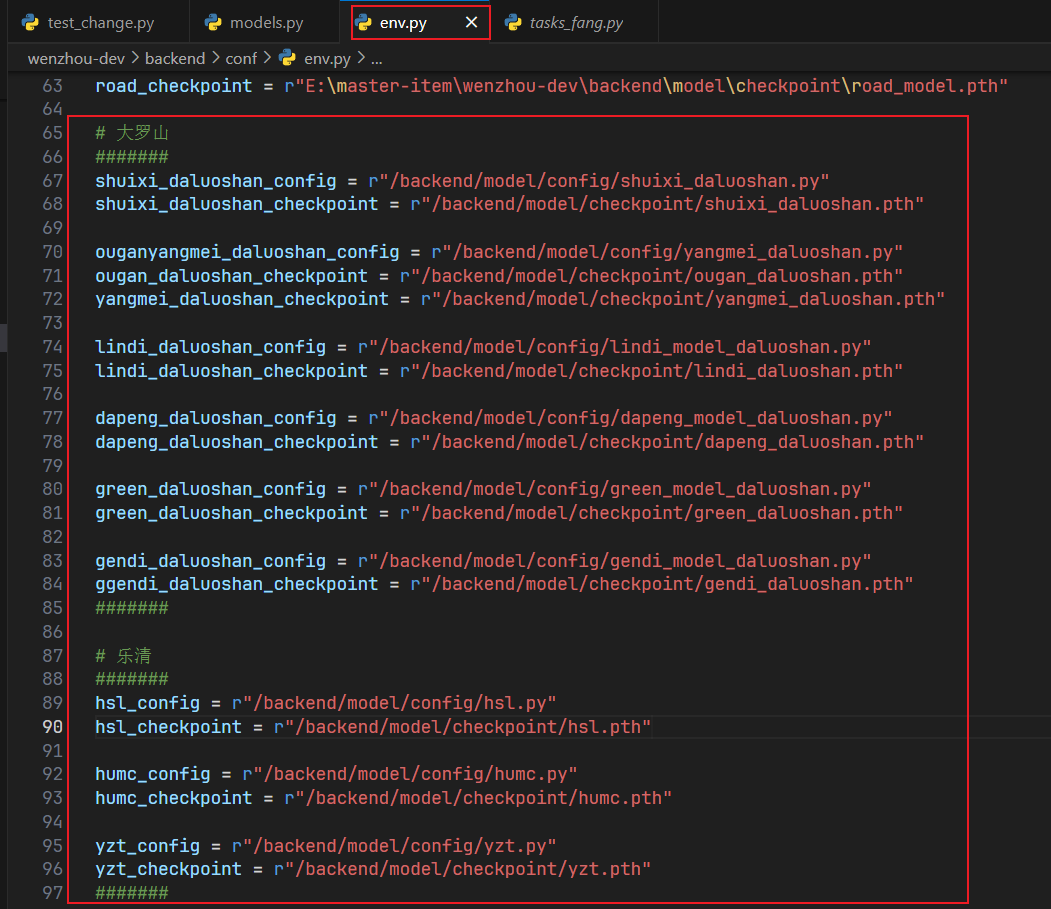 test_change.py models.py env.py × tasks_fang.py
wenzhou-dev > backend > conf > env.py > ...
63 road_checkpoint = r"E:\master-item\wenzhou-dev\backend\model\checkpoint\road_model.pth"
64
65 # 大罗山
66 #######
67 shuixi_daluoshan_config = r"/backend/model/config/shuixi_daluoshan.py"
68 shuixi_daluoshan_checkpoint = r"/backend/model/checkpoint/shuixi_daluoshan.pth"
69
70 ouganyangmei_daluoshan_config = r"/backend/model/config/yangmei_daluoshan.py"
71 ougan_daluoshan_checkpoint = r"/backend/model/checkpoint/ougan_daluoshan.pth"
72 yangmei_daluoshan_checkpoint = r"/backend/model/checkpoint/yangmei_daluoshan.pth"
73
74 lindi_daluoshan_config = r"/backend/model/config/lindi_model_daluoshan.py"
75 lindi_daluoshan_checkpoint = r"/backend/model/checkpoint/lindi_daluoshan.pth"
76
77 dapeng_daluoshan_config = r"/backend/model/config/dapeng_model_daluoshan.py"
78 dapeng_daluoshan_checkpoint = r"/backend/model/checkpoint/dapeng_daluoshan.pth"
79
80 green_daluoshan_config = r"/backend/model/config/green_model_daluoshan.py"
81 green_daluoshan_checkpoint = r"/backend/model/checkpoint/green_daluoshan.pth"
82
83 gendi_daluoshan_config = r"/backend/model/config/gendi_model_daluoshan.py"
84 ggendi_daluoshan_checkpoint = r"/backend/model/checkpoint/gendi_daluoshan.pth"
85 #######
86
87 # 乐清
88 #######
89 hsl_config = r"/backend/model/config/hsl.py"
90 hsl_checkpoint = r"/backend/model/checkpoint/hsl.pth"
91
92 humc_config = r"/backend/model/config/humc.py"
93 humc_checkpoint = r"/backend/model/checkpoint/humc.pth"
94
95 yzt_config = r"/backend/model/config/yzt.py"
96 yzt_checkpoint = r"/backend/model/checkpoint/yzt.pth"
97 #######